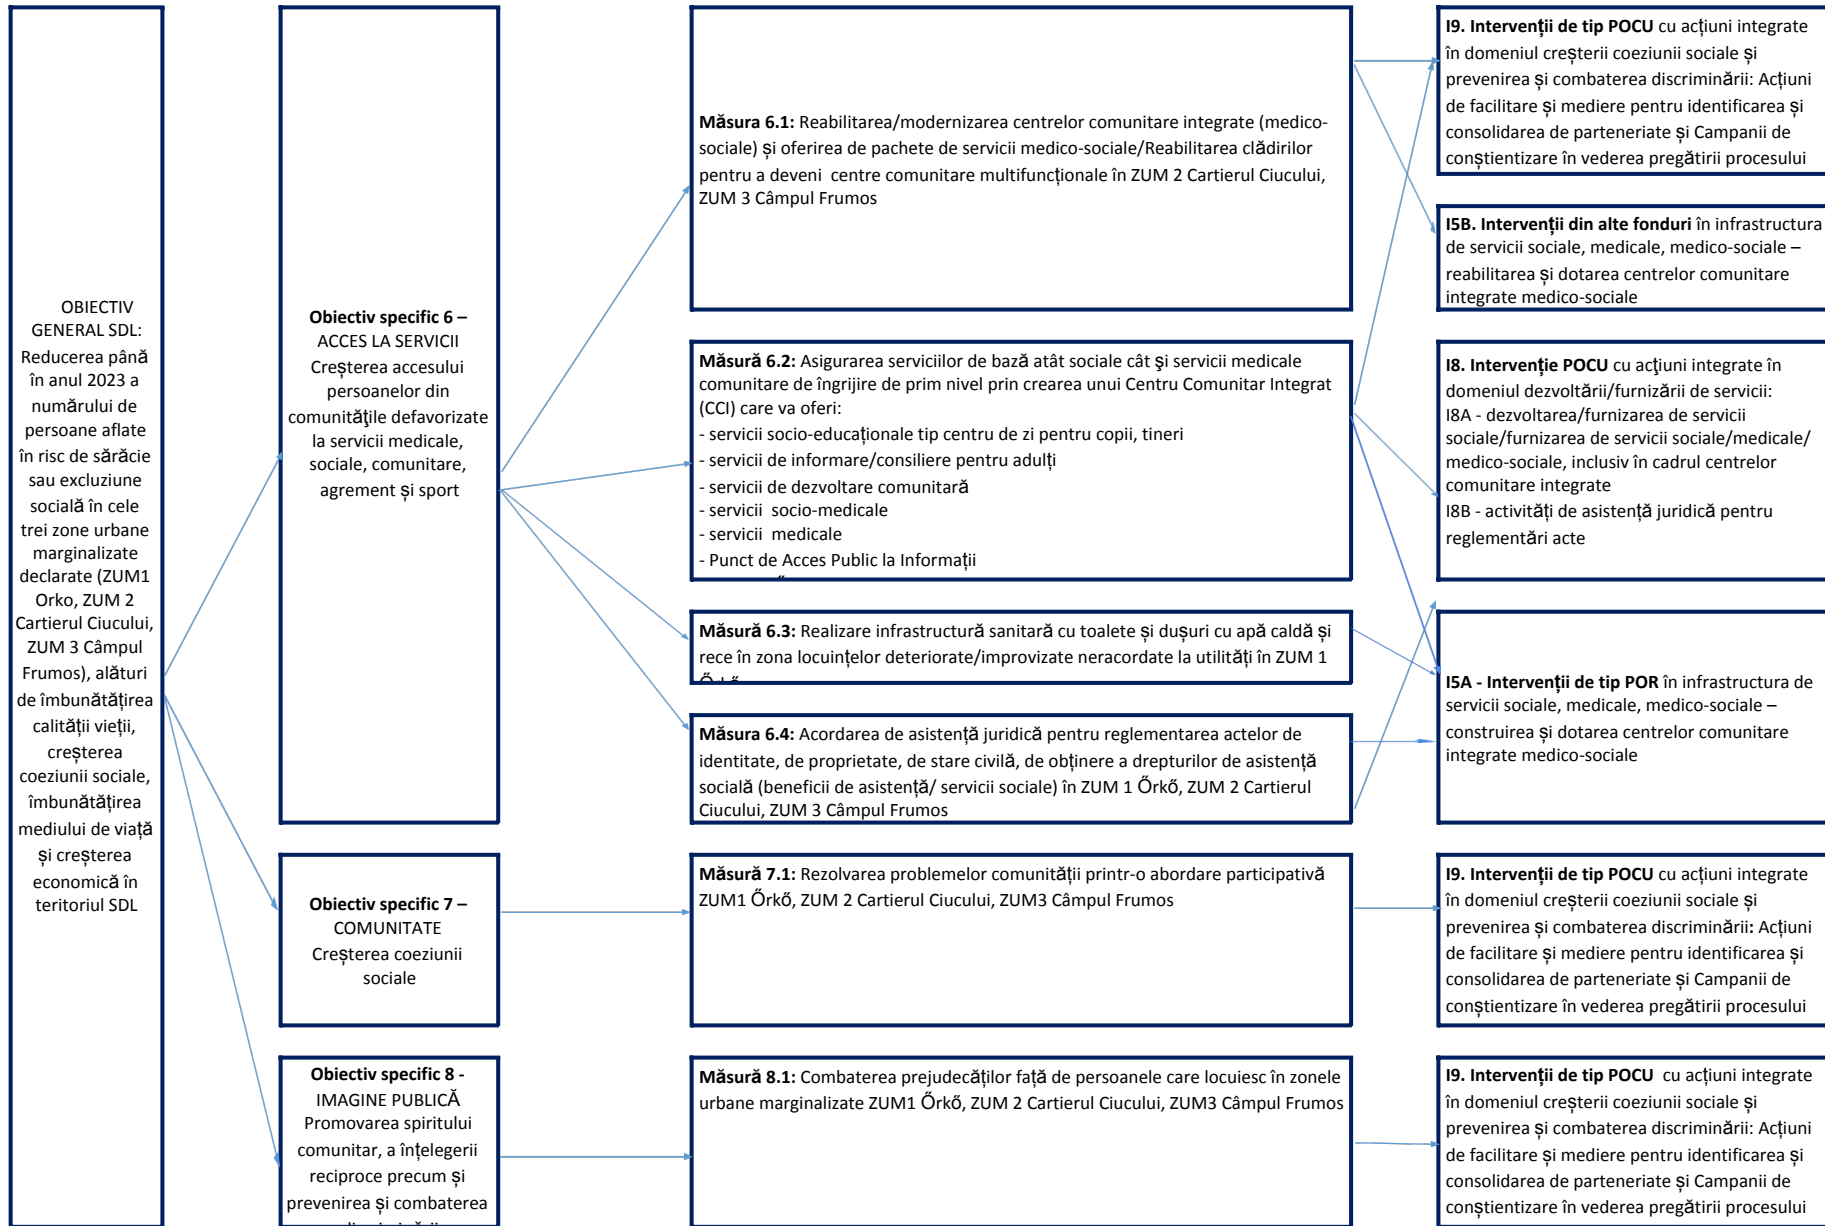 OBIECTIV
GENERAL SDL:
Reducerea până
în anul 2023 a
numărului de
persoane aflate
în risc de sărăcie
sau excluziune
socială în cele
trei zone urbane
marginalizate
declarate (ZUM1
Orko, ZUM 2
Cartierul Ciucului,
ZUM 3 Câmpul
Frumos), alături
de îmbunătățirea
calității vieții,
creșterea
coeziunii sociale,
îmbunătățirea
mediului de viață
și creșterea
economică în
teritoriul SDL
Obiectiv specific 6 –
ACCES LA SERVICII
Creșterea accesului
persoanelor din
comunităţile defavorizate
la servicii medicale,
sociale, comunitare,
agrement și sport
Măsura 6.1: Reabilitarea/modernizarea centrelor comunitare integrate (medico-
sociale) și oferirea de pachete de servicii medico-sociale/Reabilitarea clădirilor
pentru a deveni centre comunitare multifuncționale în ZUM 2 Cartierul Ciucului,
ZUM 3 Câmpul Frumos
Măsură 6.2: Asigurarea serviciilor de bază atât sociale cât şi servicii medicale
comunitare de îngrijire de prim nivel prin crearea unui Centru Comunitar Integrat
(CCI) care va oferi:
- servicii socio-educaționale tip centru de zi pentru copii, tineri
- servicii de informare/consiliere pentru adulți
- servicii de dezvoltare comunitară
- servicii socio-medicale
- servicii medicale
- Punct de Acces Public la Informații
Măsură 6.3: Realizare infrastructură sanitară cu toalete și dușuri cu apă caldă și
rece în zona locuințelor deteriorate/improvizate neracordate la utilități în ZUM 1
Őrkő
Măsura 6.4: Acordarea de asistență juridică pentru reglementarea actelor de
identitate, de proprietate, de stare civilă, de obținere a drepturilor de asistență
socială (beneficii de asistență/ servicii sociale) în ZUM 1 Őrkő, ZUM 2 Cartierul
Ciucului, ZUM 3 Câmpul Frumos
I9. Intervenții de tip POCU cu acțiuni integrate
în domeniul creșterii coeziunii sociale și
prevenirea și combaterea discriminării: Acțiuni
de facilitare și mediere pentru identificarea și
consolidarea de parteneriate și Campanii de
conștientizare în vederea pregătirii procesului
I5B. Intervenții din alte fonduri în infrastructura
de servicii sociale, medicale, medico-sociale –
reabilitarea și dotarea centrelor comunitare
integrate medico-sociale
I8. Intervenție POCU cu acţiuni integrate în
domeniul dezvoltării/furnizării de servicii:
I8A - dezvoltarea/furnizarea de servicii
sociale/furnizarea de servicii sociale/medicale/
medico-sociale, inclusiv în cadrul centrelor
comunitare integrate
I8B - activități de asistență juridică pentru
reglementări acte
I5A - Intervenții de tip POR în infrastructura de
servicii sociale, medicale, medico-sociale –
construirea și dotarea centrelor comunitare
integrate medico-sociale
Obiectiv specific 7 –
COMUNITATE
Creșterea coeziunii
sociale
Măsură 7.1: Rezolvarea problemelor comunității printr-o abordare participativă
ZUM1 Őrkő, ZUM 2 Cartierul Ciucului, ZUM3 Câmpul Frumos
I9. Intervenții de tip POCU cu acțiuni integrate
în domeniul creșterii coeziunii sociale și
prevenirea și combaterea discriminării: Acțiuni
de facilitare și mediere pentru identificarea și
consolidarea de parteneriate și Campanii de
conștientizare în vederea pregătirii procesului
Obiectiv specific 8 -
IMAGINE PUBLICĂ
Promovarea spiritului
comunitar, a înțelegerii
reciproce precum și
prevenirea și combaterea
Măsură 8.1: Combaterea prejudecăților față de persoanele care locuiesc în zonele
urbane marginalizate ZUM1 Őrkő, ZUM 2 Cartierul Ciucului, ZUM3 Câmpul Frumos
I9. Intervenții de tip POCU cu acțiuni integrate
în domeniul creșterii coeziunii sociale și
prevenirea și combaterea discriminării: Acțiuni
de facilitare și mediere pentru identificarea și
consolidarea de parteneriate și Campanii de
conștientizare în vederea pregătirii procesului